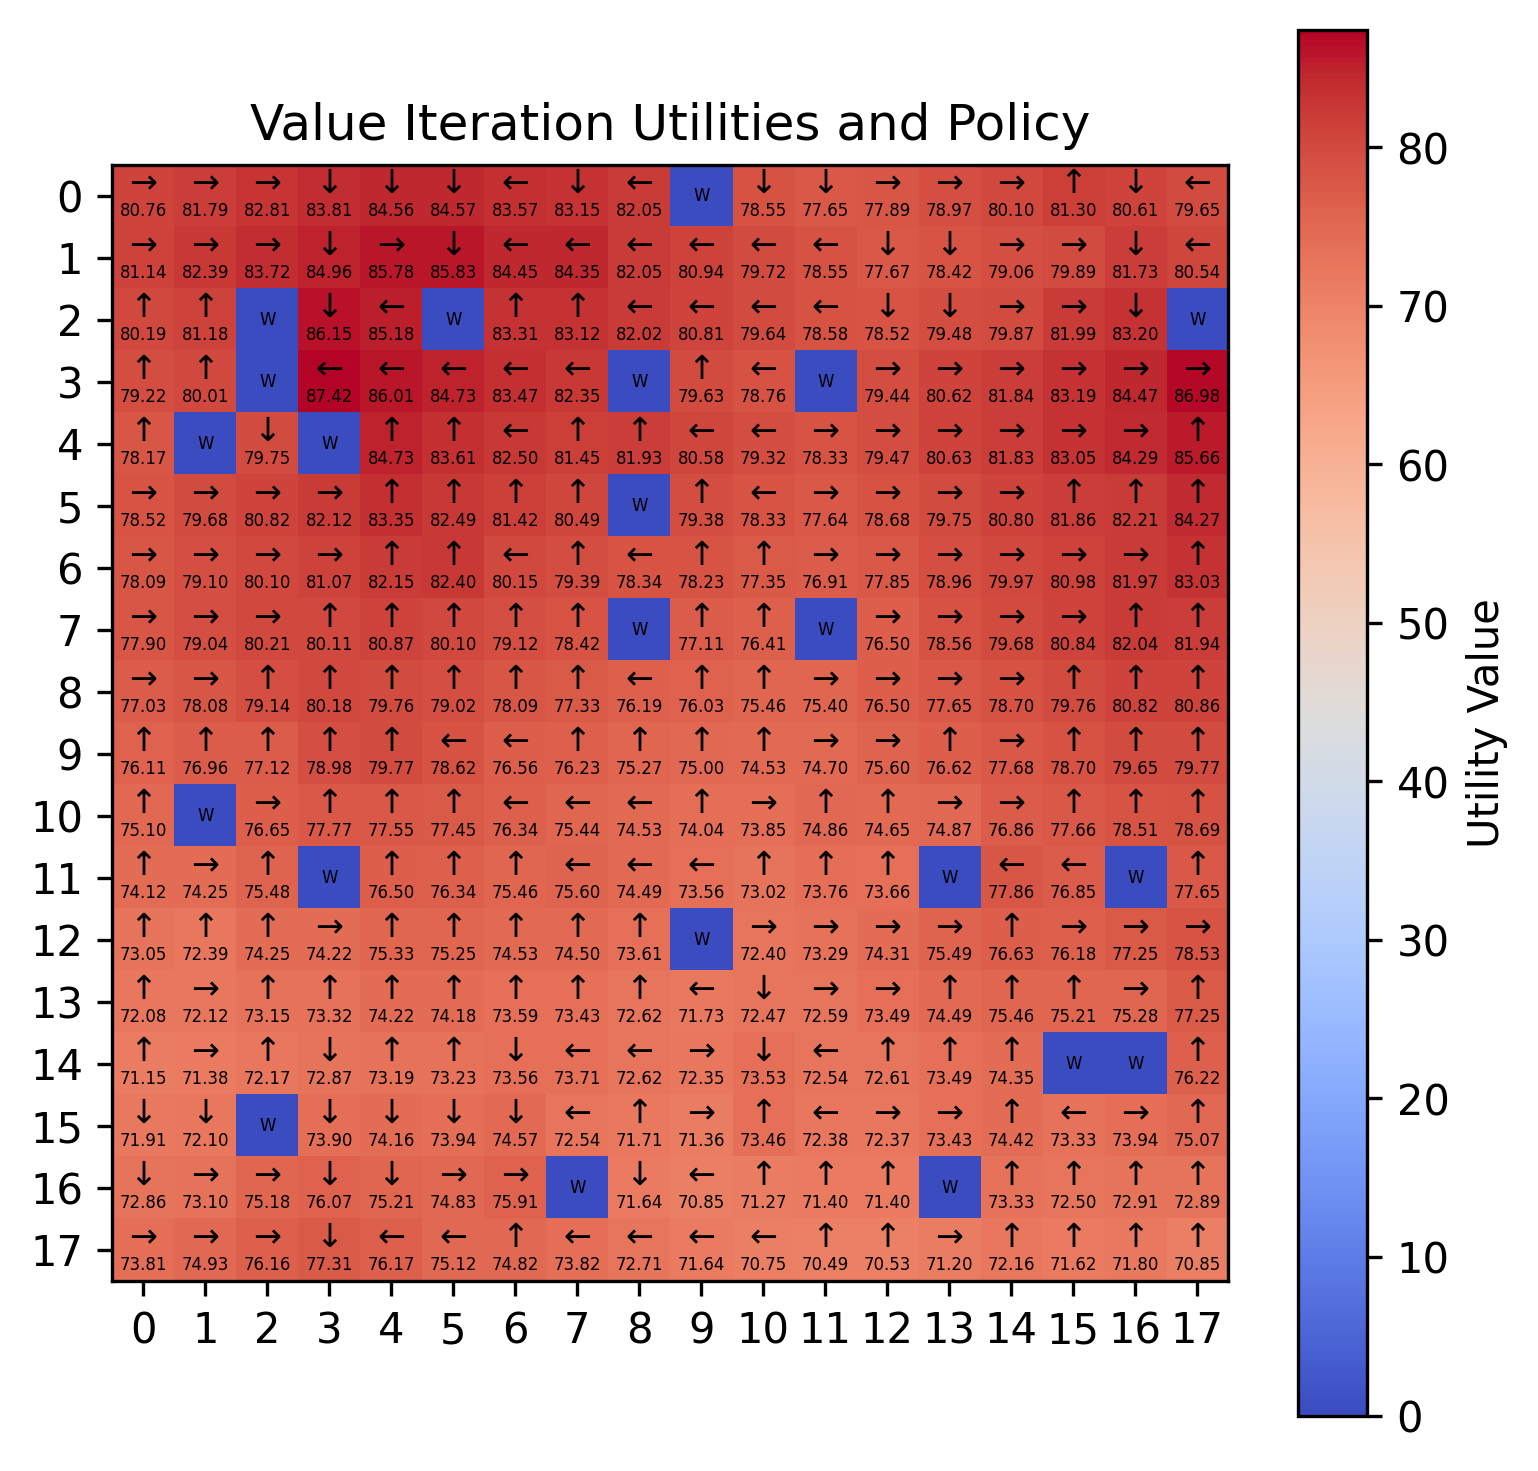 Value Iteration Utilities and Policy
0 → → → ↓ ↓ ↓ ← ↓ ← W ↓ ↓ → → → ↑ ↓ ←
80.76 81.79 82.81 83.81 84.56 84.57 83.57 83.15 82.05 78.55 77.65 77.89 78.97 80.10 81.30 80.61 79.65
1 → → → ↓ → ↓ ← ← ← ← ← ← ↓ ↓ → → ↓ ←
81.14 82.39 83.72 84.96 85.78 85.83 84.45 84.35 82.05 80.94 79.72 78.55 77.67 78.42 79.06 79.89 81.73 80.54
2 ↑ ↑ W ↓ ← W ↑ ↑ ← ← ← ← ↓ ↓ → → ↓ W
80.19 81.18 86.15 85.18 83.31 83.12 82.02 80.81 79.64 78.58 78.52 79.48 79.87 81.99 83.20
3 ↑ ↑ W ← ← ← ← ← W ↑ ← W → → → → → →
79.22 80.01 87.42 86.01 84.73 83.47 82.35 79.63 78.76 79.44 80.62 81.84 83.19 84.47 86.98
4 ↑ W ↓ W ↑ ↑ ← ↑ ↑ ← ← → → → → → → ↑
78.17 79.75 84.73 83.61 82.50 81.45 81.93 80.58 79.32 78.33 79.47 80.63 81.83 83.05 84.29 85.66
5 → → → → ↑ ↑ ↑ ↑ W ↑ ← → → → → ↑ ↑ ↑
78.52 79.68 80.82 82.12 83.35 82.49 81.42 80.49 79.38 78.33 77.64 78.68 79.75 80.80 81.86 82.21 84.27
6 → → → → ↑ ↑ ← ↑ ← ↑ ↑ → → → → → → ↑
78.09 79.10 80.10 81.07 82.15 82.40 80.15 79.39 78.34 78.23 77.35 76.91 77.85 78.96 79.97 80.98 81.97 83.03
7 → → → ↑ ↑ ↑ ↑ ↑ W ↑ ↑ W → → → → ↑ ↑
77.90 79.04 80.21 80.11 80.87 80.10 79.12 78.42 77.11 76.41 76.50 78.56 79.68 80.84 82.04 81.94
8 → → ↑ ↑ ↑ ↑ ↑ ↑ ← ↑ ↑ → → → → ↑ ↑ ↑
77.03 78.08 79.14 80.18 79.76 79.02 78.09 77.33 76.19 76.03 75.46 75.40 76.50 77.65 78.70 79.76 80.82 80.86
9 ↑ ↑ ↑ ↑ ↑ ← ← ↑ ↑ ↑ ↑ → → ↑ → ↑ ↑ ↑
76.11 76.96 77.12 78.98 79.77 78.62 76.56 76.23 75.27 75.00 74.53 74.70 75.60 76.62 77.68 78.70 79.65 79.77
10 ↑ W → ↑ ↑ ↑ ← ← ← ↑ → ↑ ↑ → → ↑ ↑ ↑
75.10 76.65 77.77 77.55 77.45 76.34 75.44 74.53 74.04 73.85 74.86 74.65 74.87 76.86 77.66 78.51 78.69
11 ↑ → ↑ W ↑ ↑ ↑ ← ← ← ↑ ↑ ↑ W ← ← W ↑
74.12 74.25 75.48 76.50 76.34 75.46 75.60 74.49 73.56 73.02 73.76 73.66 77.86 76.85 77.65
12 ↑ ↑ ↑ → ↑ ↑ ↑ ↑ ↑ W → → → → ↑ → → →
73.05 72.39 74.25 74.22 75.33 75.25 74.53 74.50 73.61 72.40 73.29 74.31 75.49 76.63 76.18 77.25 78.53
13 ↑ → ↑ ↑ ↑ ↑ ↑ ↑ ↑ ← ↓ → → ↑ ↑ ↑ → ↑
72.08 72.12 73.15 73.32 74.22 74.18 73.59 73.43 72.62 71.73 72.47 72.59 73.49 74.49 75.46 75.21 75.28 77.25
14 ↑ → ↑ ↓ ↑ ↑ ↓ ← ← → ↓ ← ↑ ↑ ↑ W W ↑
71.15 71.38 72.17 72.87 73.19 73.23 73.56 73.71 72.62 72.35 73.53 72.54 72.61 73.49 74.35 76.22
15 ↓ ↓ W ↓ ↓ ↓ ↓ ← ↑ → ↑ ← → → ↑ ← → ↑
71.91 72.10 73.90 74.16 73.94 74.57 72.54 71.71 71.36 73.46 72.38 72.37 73.43 74.42 73.33 73.94 75.07
16 ↓ → → ↓ ↓ → → W ↓ ← ↑ ↑ ↑ W ↑ ↑ ↑ ↑
72.86 73.10 75.18 76.07 75.21 74.83 75.91 71.64 70.85 71.27 71.40 71.40 73.33 72.50 72.91 72.89
17 → → → ↓ ← ← ↑ ← ← ← ← ↑ ↑ → ↑ ↑ ↑ ↑
73.81 74.93 76.16 77.31 76.17 75.12 74.82 73.82 72.71 71.64 70.75 70.49 70.53 71.20 72.16 71.62 71.80 70.85
0 1 2 3 4 5 6 7 8 9 10 11 12 13 14 15 16 17
80
70
60
50
40
30
20
10
0
Utility Value